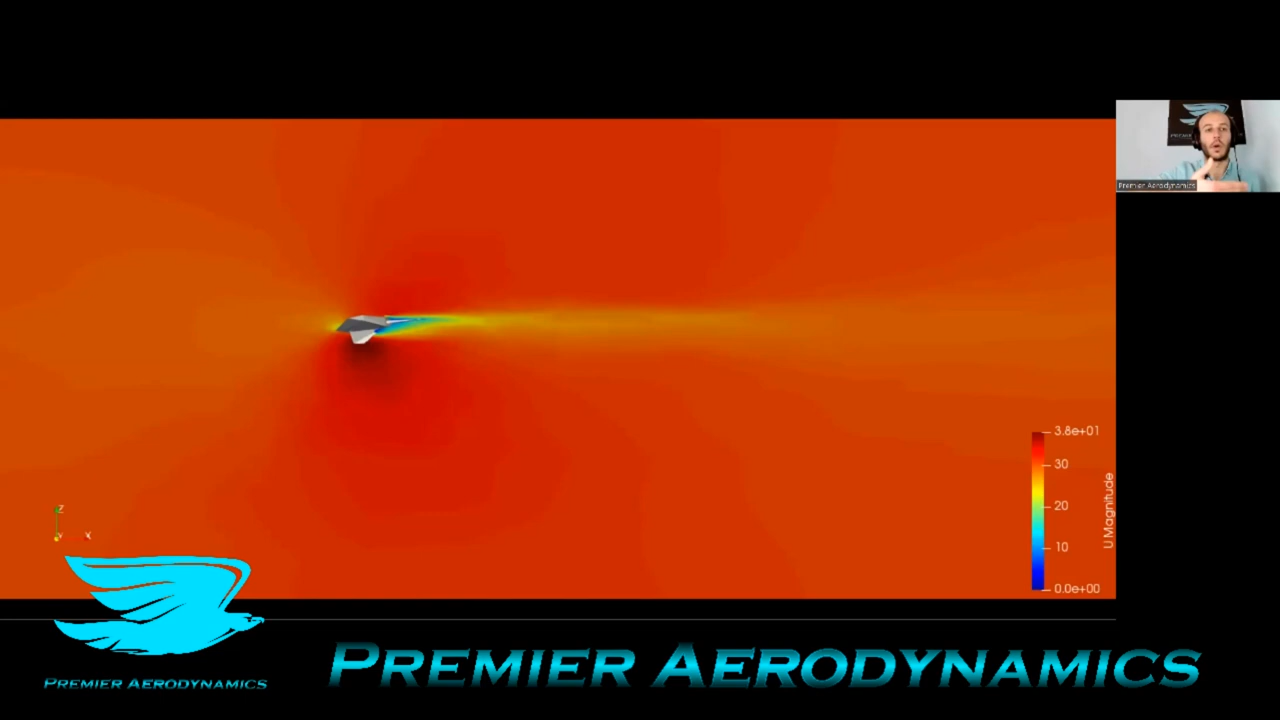 Premier Aerodynamics
3.8e+01
30
20
10
0.0e+00
U Magnitude
Z
Y
X
PREMIER AERODYNAMICS
PREMIER AERODYNAMICS